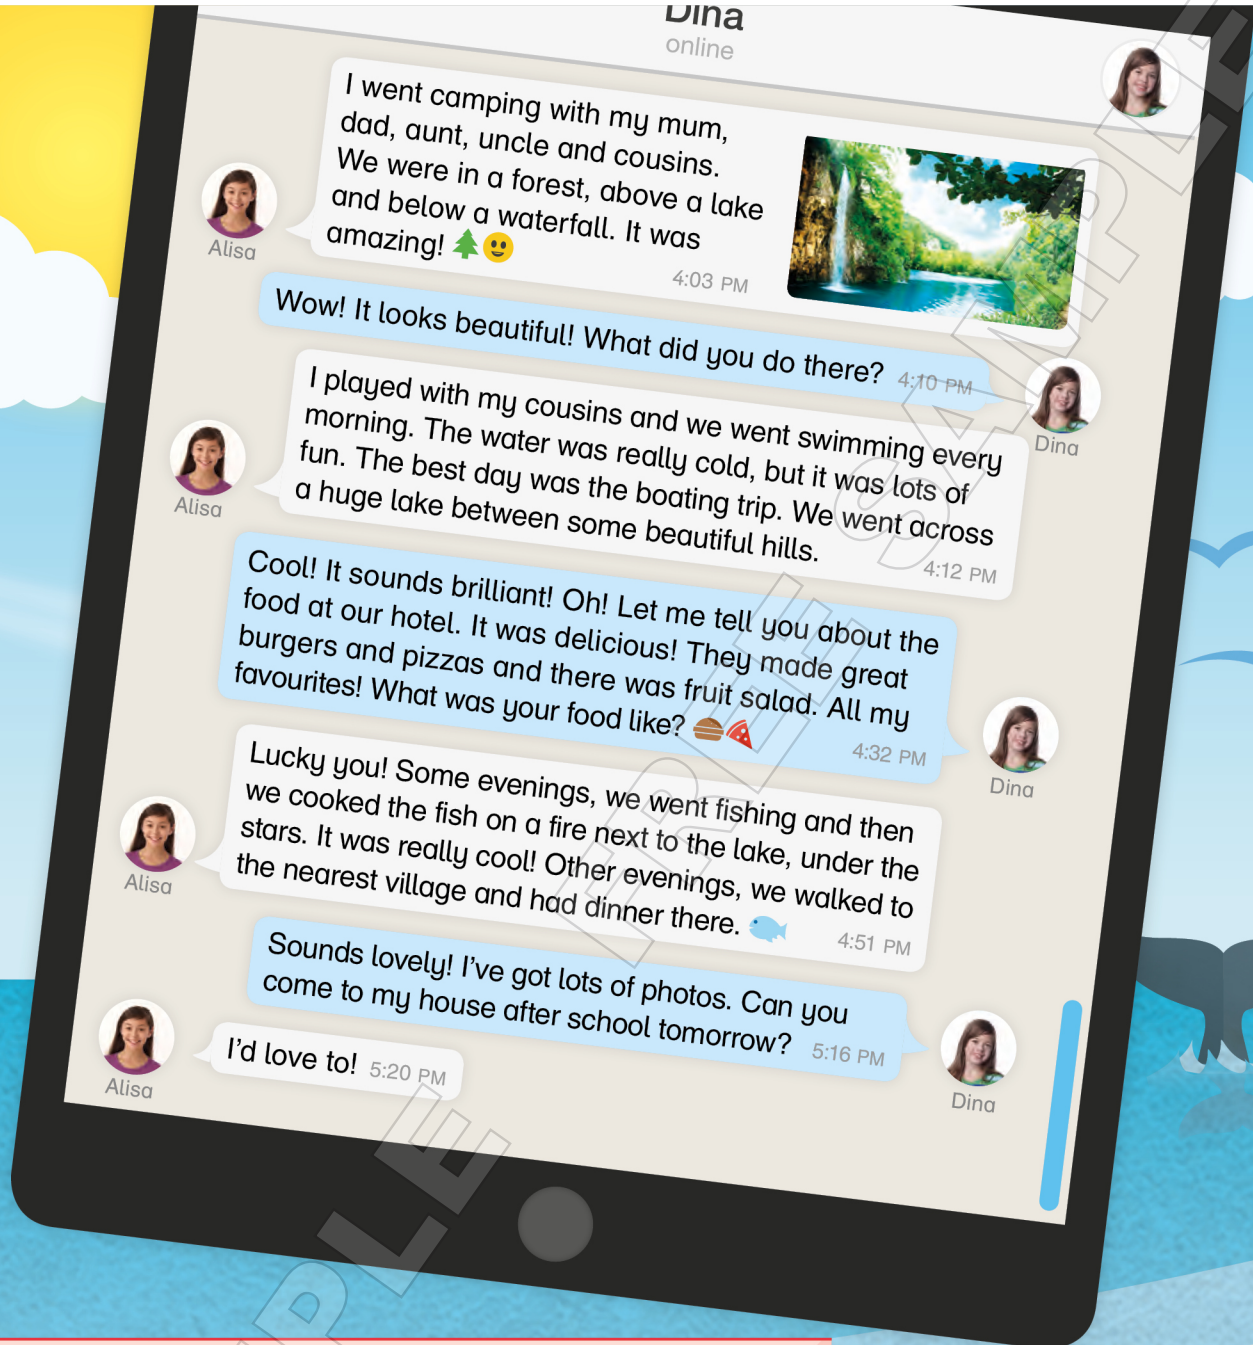 Dina
online
I went camping with my mum,
dad, aunt, uncle and cousins.
We were in a forest, above a lake
and below a waterfall. It was
amazing!
4:03 PM
Alisa
Wow! It looks beautiful! What did you do there? 4:10 PM
Dina
I played with my cousins and we went swimming every
morning. The water was really cold, but it was lots of
fun. The best day was the boating trip. We went across
a huge lake between some beautiful hills.
4:12 PM
Alisa
Cool! It sounds brilliant! Oh! Let me tell you about the
food at our hotel. It was delicious! They made great
burgers and pizzas and there was fruit salad. All my
favourites! What was your food like?
4:32 PM
Dina
Lucky you! Some evenings, we went fishing and then
we cooked the fish on a fire next to the lake, under the
stars. It was really cool! Other evenings, we walked to
the nearest village and had dinner there.
4:51 PM
Alisa
Sounds lovely! I've got lots of photos. Can you
come to my house after school tomorrow? 5:16 PM
Dina
I'd love to! 5:20 PM
Alisa
FREE SAMPLE
PLE